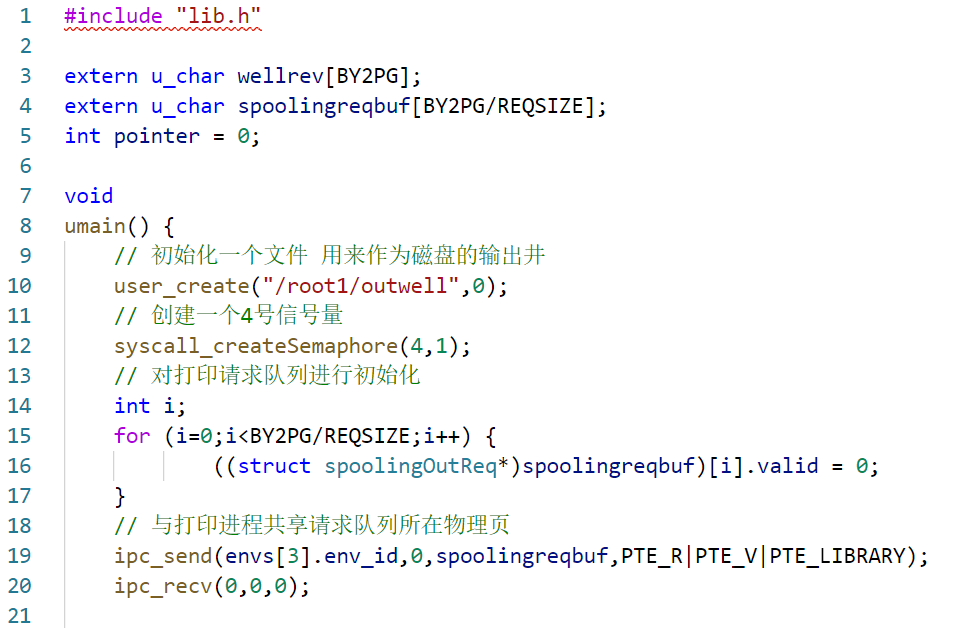 1 #include "lib.h"
2
3 extern u_char wellrev[BY2PG];
4 extern u_char spoolingreqbuf[BY2PG/REQSIZE];
5 int pointer = 0;
6
7 void
8 umain() {
9 // 初始化一个文件 用来作为磁盘的输出井
10 user_create("/root1/outwell",0);
11 // 创建一个4号信号量
12 syscall_createSemaphore(4,1);
13 // 对打印请求队列进行初始化
14 int i;
15 for (i=0;i<BY2PG/REQSIZE;i++) {
16 ((struct spoolingOutReq*)spoolingreqbuf)[i].valid = 0;
17 }
18 // 与打印进程共享请求队列所在物理页
19 ipc_send(envs[3].env_id,0,spoolingreqbuf,PTE_R|PTE_V|PTE_LIBRARY);
20 ipc_recv(0,0,0);
21